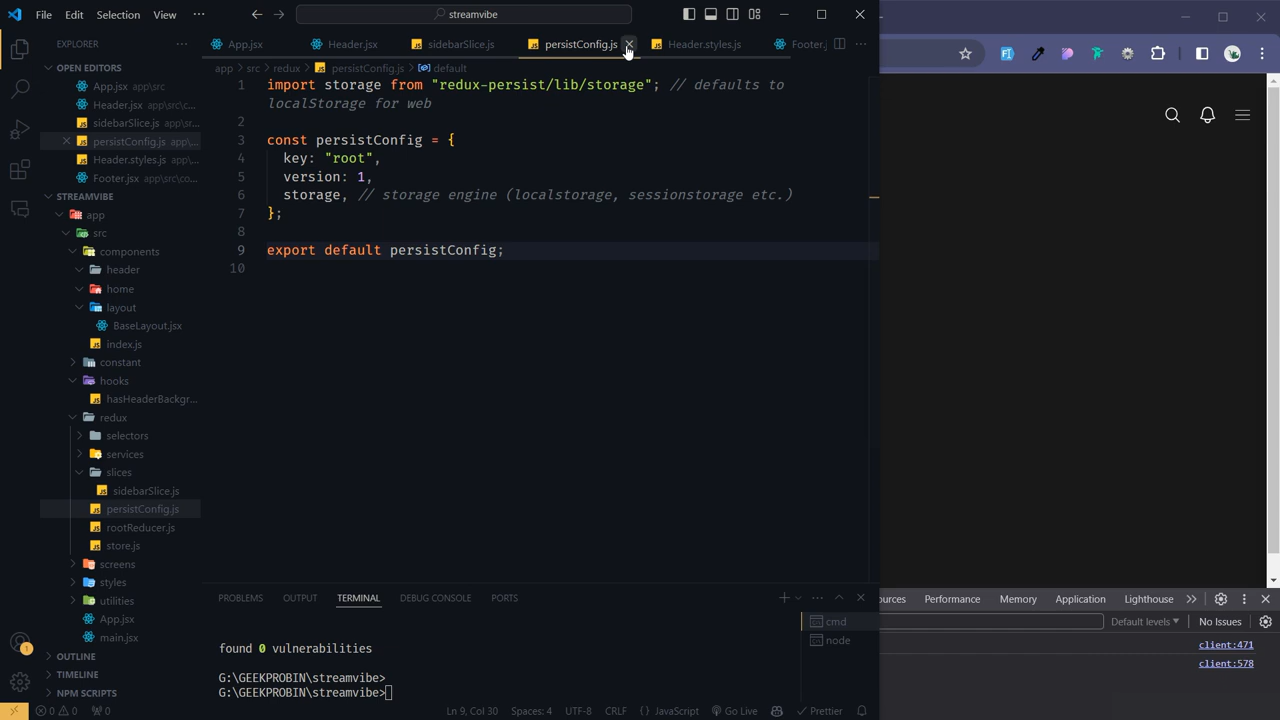 File Edit Selection View ··· streamvibe
EXPLORER ···
App.jsx Header.jsx sidebarSlice.js persistConfig.js Header.styles.js Footer.j ···
OPEN EDITORS
App.jsx app\src
Header.jsx app\src\c...
sidebarSlice.js app\sr...
persistConfig.js app\...
Header.styles.js app\...
Footer.jsx app\src\co...
STREAMVIBE
app
src
components
header
home
layout
BaseLayout.jsx
index.js
constant
hooks
hasHeaderBackgr...
redux
selectors
services
slices
sidebarSlice.js
persistConfig.js
rootReducer.js
store.js
screens
styles
utilities
App.jsx
main.jsx
OUTLINE
TIMELINE
NPM SCRIPTS
app > src > redux > persistConfig.js > default
1 import storage from "redux-persist/lib/storage"; // defaults to
localStorage for web
2
3 const persistConfig = {
4 key: "root",
5 version: 1,
6 storage, // storage engine (localstorage, sessionstorage etc.)
7 };
8
9 export default persistConfig;
10
PROBLEMS OUTPUT TERMINAL DEBUG CONSOLE PORTS ···
found 0 vulnerabilities
G:\GEEKPROBIN\streamvibe>
G:\GEEKPROBIN\streamvibe>
cmd
node
ources Performance Memory Application Lighthouse
Default levels No Issues
client:471
client:578
1
0 0 0 Ln 9, Col 30 Spaces: 4 UTF-8 CRLF { } JavaScript Go Live Prettier